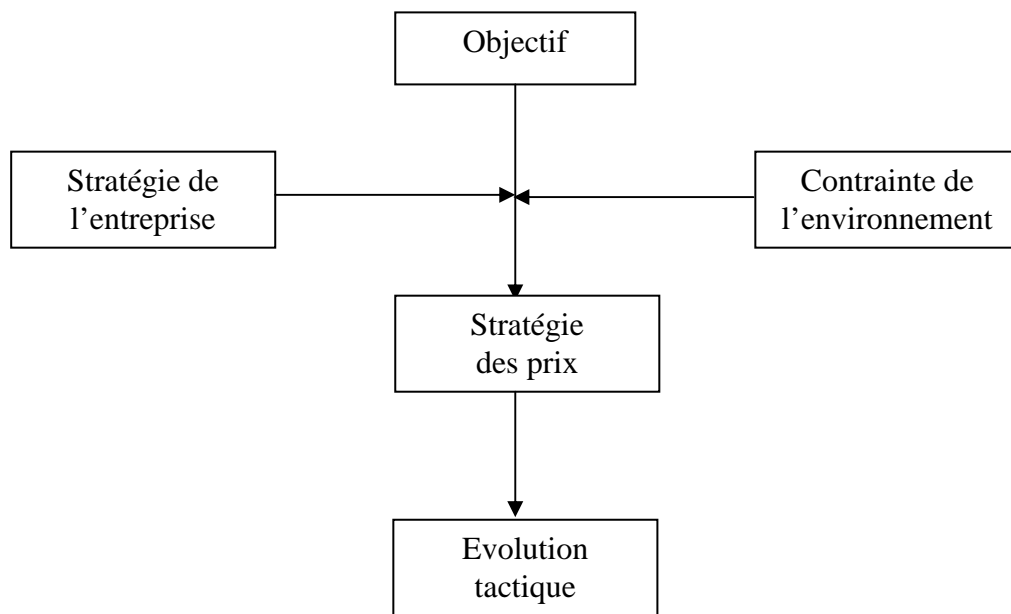 Objectif
Stratégie de
l’entreprise
Contrainte de
l’environnement
Stratégie
des prix
Evolution
tactique